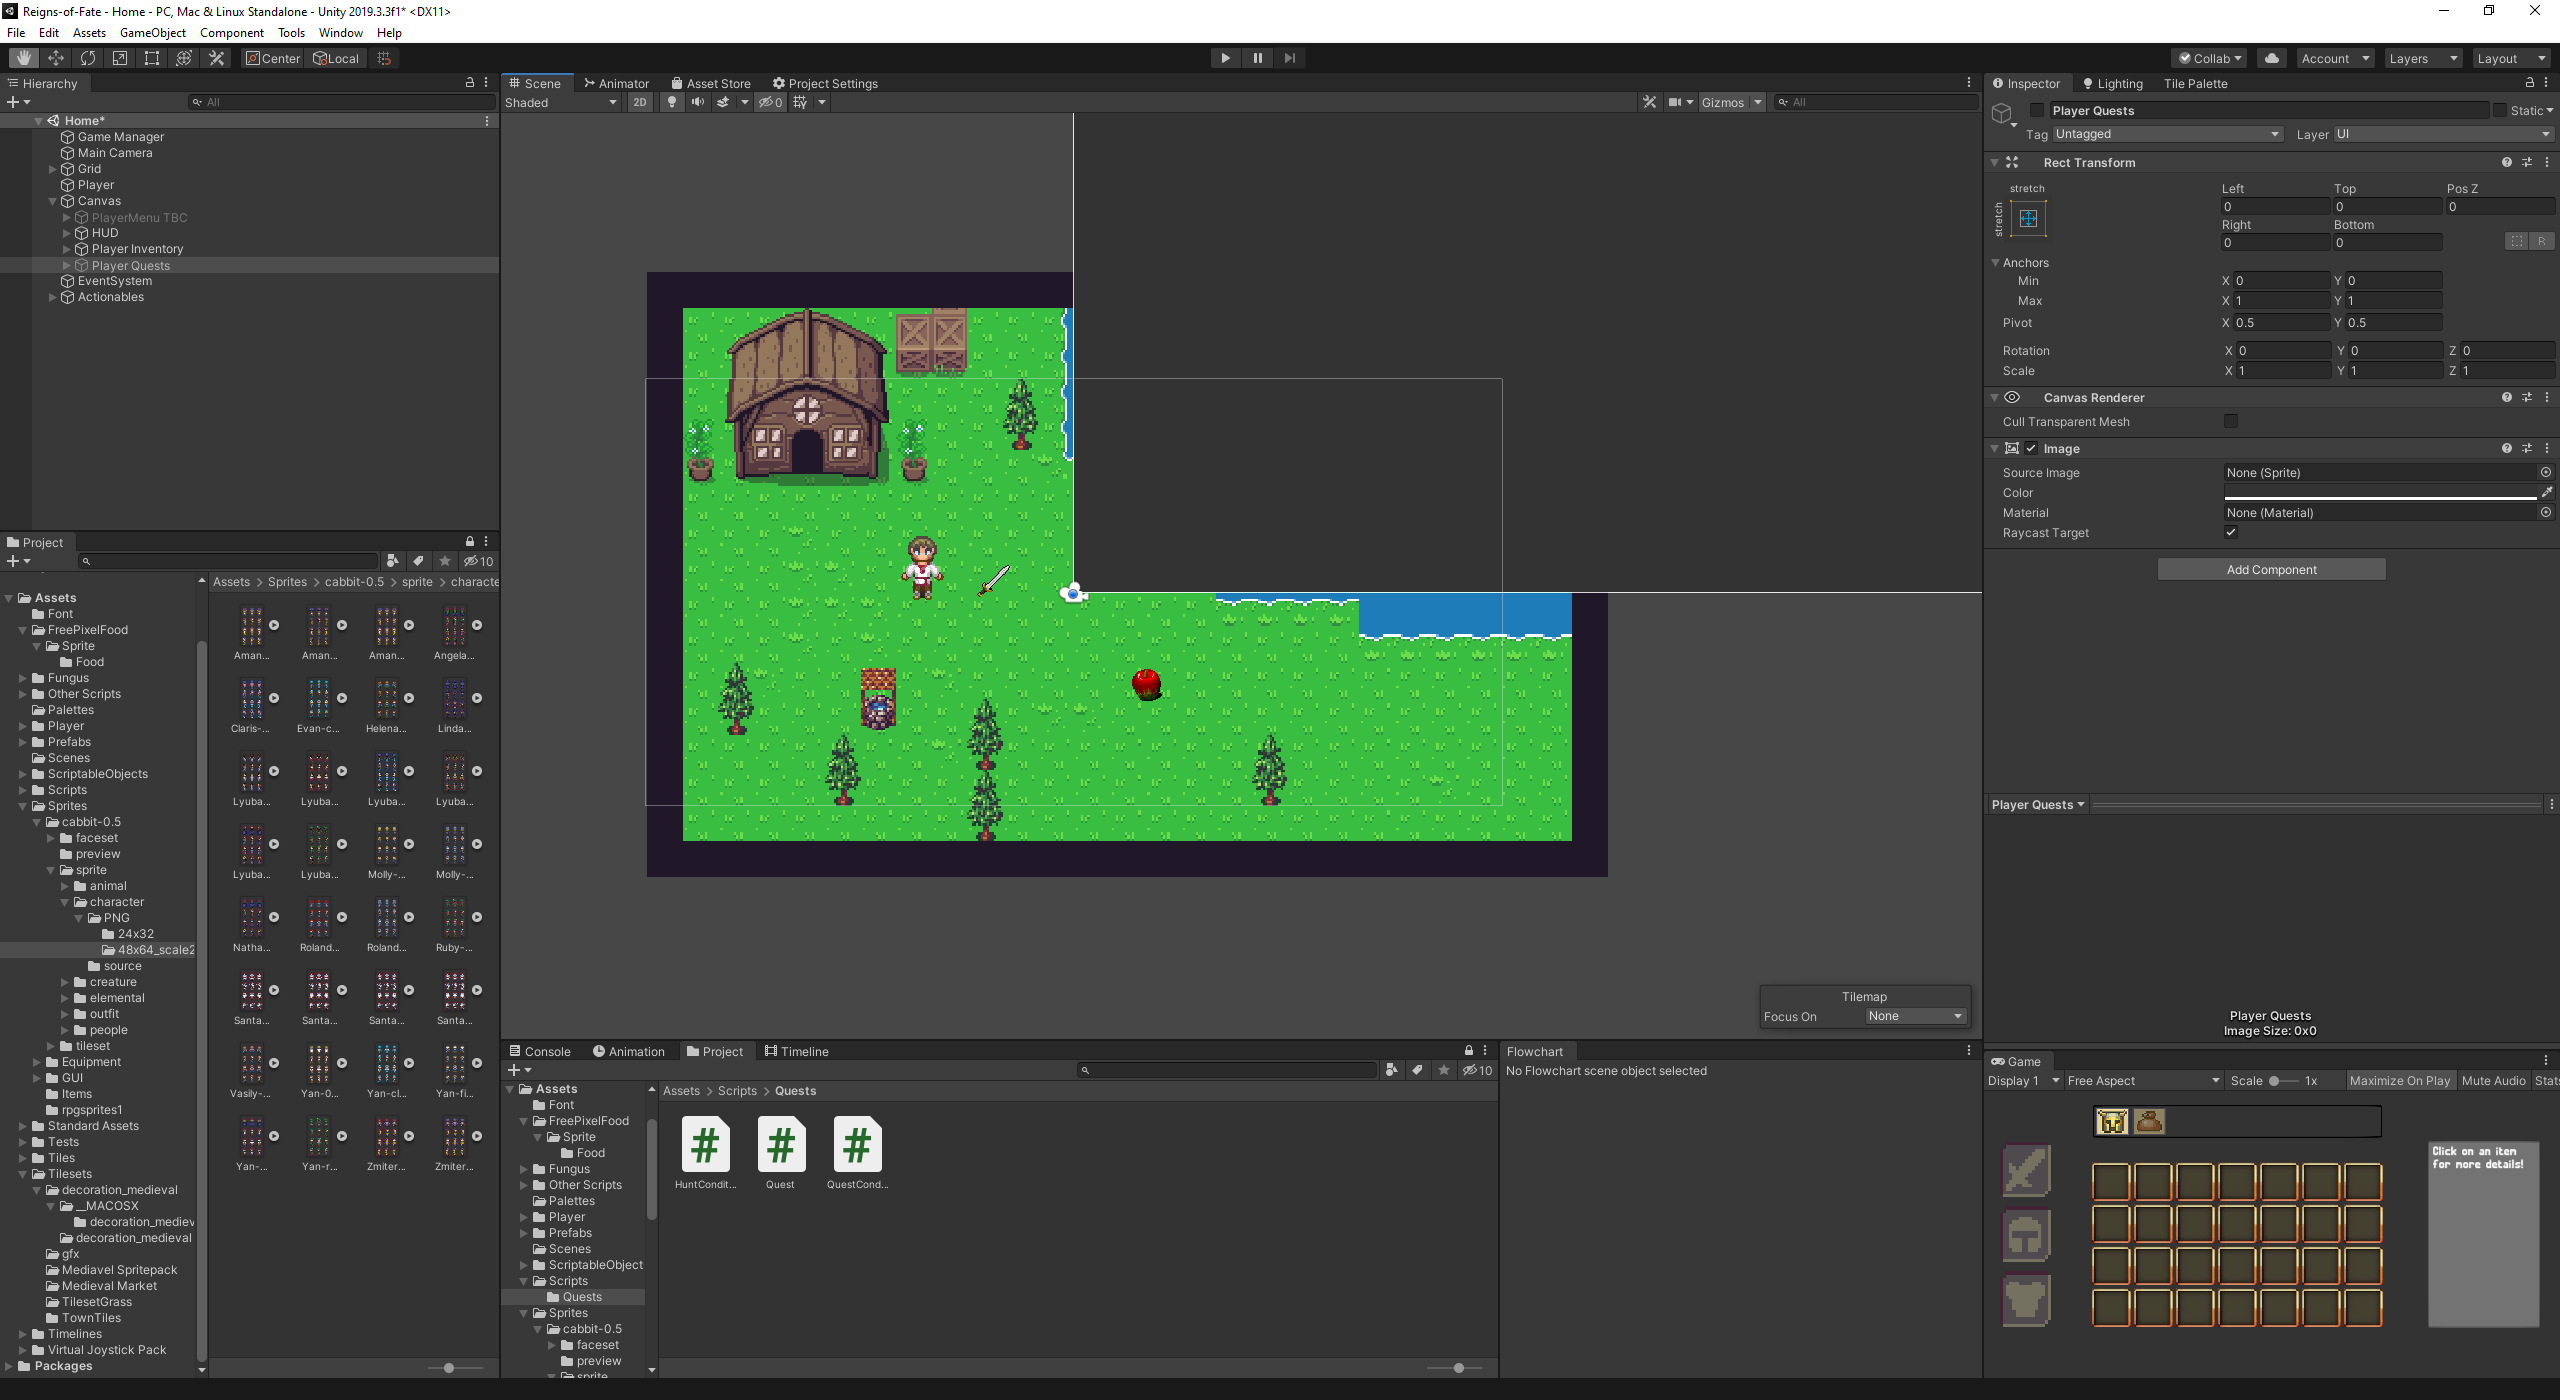 Reigns-of-Fate - Home - PC, Mac & Linux Standalone - Unity 2019.3.3f1* <DX11>
File Edit Assets GameObject Component Tools Window Help
Center Local Collab Account Layers Layout
Hierarchy
All
Home*
Game Manager
Main Camera
Grid
Player
Canvas
PlayerMenu TBC
HUD
Player Inventory
Player Quests
EventSystem
Actionables
Scene Animator Asset Store Project Settings
Shaded 2D 0 Gizmos All
Tilemap
Focus On None
Inspector Lighting Tile Palette
Player Quests Static
Tag Untagged Layer UI
Rect Transform
stretch
stretch
Left Top Pos Z
0 0 0
Right Bottom
0 0 R
Anchors
Min X 0 Y 0
Max X 1 Y 1
Pivot X 0.5 Y 0.5
Rotation X 0 Y 0 Z 0
Scale X 1 Y 1 Z 1
Canvas Renderer
Cull Transparent Mesh
Image
Source Image None (Sprite)
Color
Material None (Material)
Raycast Target
Add Component
Player Quests
Player Quests
Image Size: 0x0
Project
10
Assets
Font
FreePixelFood
Sprite
Food
Fungus
Other Scripts
Palettes
Player
Prefabs
Scenes
ScriptableObjects
Scripts
Sprites
cabbit-0.5
faceset
preview
sprite
animal
character
PNG
24x32
48x64_scale2
source
creature
elemental
outfit
people
tileset
Equipment
GUI
Items
rpgsprites1
Standard Assets
Tests
Tiles
Tilesets
decoration_medieval
__MACOSX
decoration_mediev
decoration_medieval
gfx
Mediavel Spritepack
Medieval Market
TilesetGrass
TownTiles
Timelines
Virtual Joystick Pack
Packages
Assets > Sprites > cabbit-0.5 > sprite > characte
Aman... Aman... Aman... Angela...
Claris-... Evan-c... Helena... Linda...
Lyuba... Lyuba... Lyuba... Lyuba...
Lyuba... Lyuba... Molly-... Molly-...
Natha... Roland... Roland... Ruby-...
Santa... Santa... Santa... Santa...
Vasily-... Yan-0... Yan-cl... Yan-fi...
Yan-... Yan-r... Zmiter... Zmiter...
Console Animation Project Timeline
10
Assets
Font
FreePixelFood
Sprite
Food
Fungus
Other Scripts
Palettes
Player
Prefabs
Scenes
ScriptableObject
Scripts
Quests
Sprites
cabbit-0.5
faceset
preview
sprite
Assets > Scripts > Quests
# # #
HuntCondit... Quest QuestCond...
Flowchart
No Flowchart scene object selected
Game
Display 1 Free Aspect Scale 1x Maximize On Play Mute Audio Stats
Click on an item
for more details!